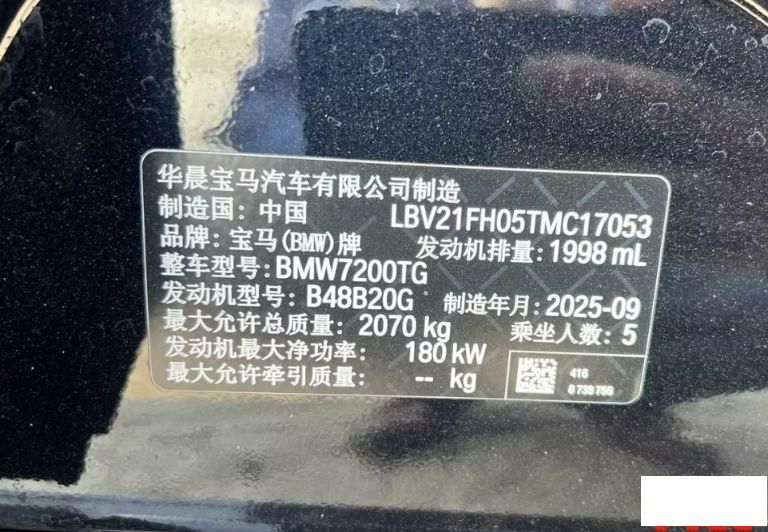 华晨宝马汽车有限公司制造
制造国: 中国 LBV21FH05TMC17053
品牌: 宝马(BMW)牌 发动机排量: 1998 mL
整车型号: BMW7200TG
发动机型号: B48B20G 制造年月: 2025-09
最大允许总质量: 2070 kg 乘坐人数: 5
发动机最大净功率: 180 kW
最大允许牵引质量: -- kg
416
8 738 756